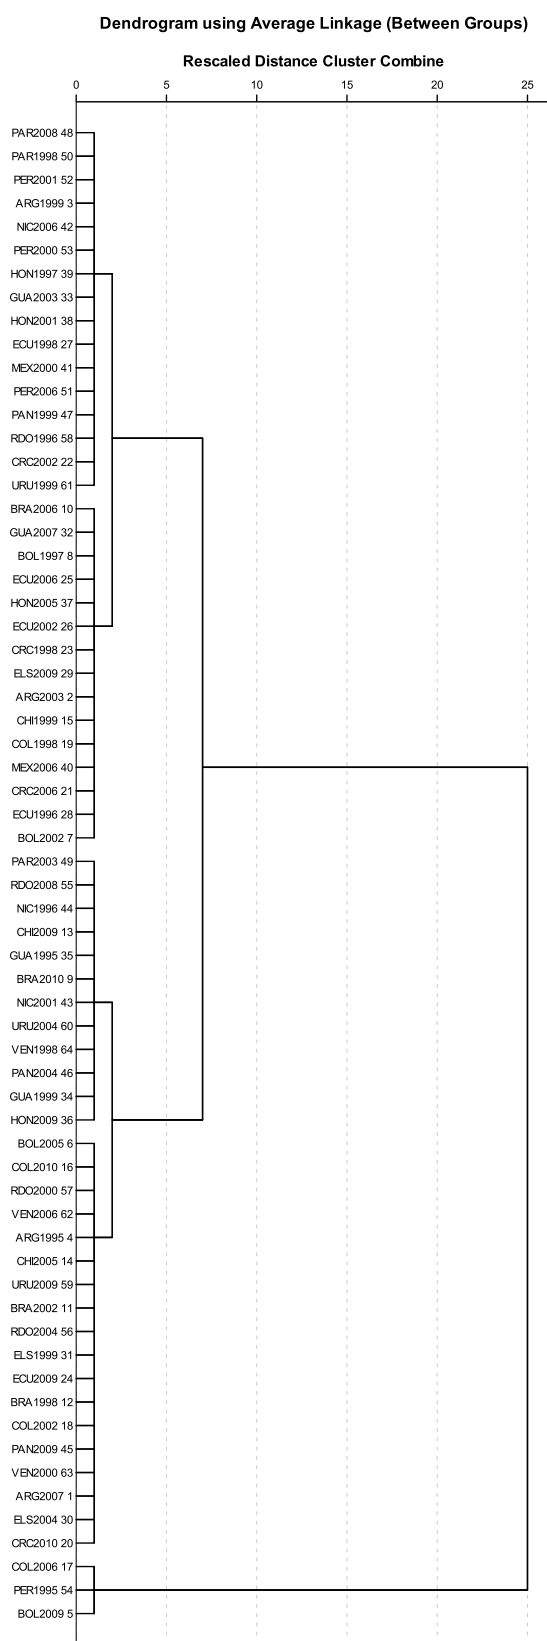 Dendrogram using Average Linkage (Between Groups)
Rescaled Distance Cluster Combine
0 5 10 15 20 25
PAR2008 48
PAR1998 50
PER2001 52
ARG1999 3
NIC2006 42
PER2000 53
HON1997 39
GUA2003 33
HON2001 38
ECU1998 27
MEX2000 41
PER2006 51
PAN1999 47
RDO1996 58
CRC2002 22
URU1999 61
BRA2006 10
GUA2007 32
BOL1997 8
ECU2006 25
HON2005 37
ECU2002 26
CRC1998 23
ELS2009 29
ARG2003 2
CHI1999 15
COL1998 19
MEX2006 40
CRC2006 21
ECU1996 28
BOL2002 7
PAR2003 49
RDO2008 55
NIC1996 44
CHI2009 13
GUA1995 35
BRA2010 9
NIC2001 43
URU2004 60
VEN1998 64
PAN2004 46
GUA1999 34
HON2009 36
BOL2005 6
COL2010 16
RDO2000 57
VEN2006 62
ARG1995 4
CHI2005 14
URU2009 59
BRA2002 11
RDO2004 56
ELS1999 31
ECU2009 24
BRA1998 12
COL2002 18
PAN2009 45
VEN2000 63
ARG2007 1
ELS2004 30
CRC2010 20
COL2006 17
PER1995 54
BOL2009 5